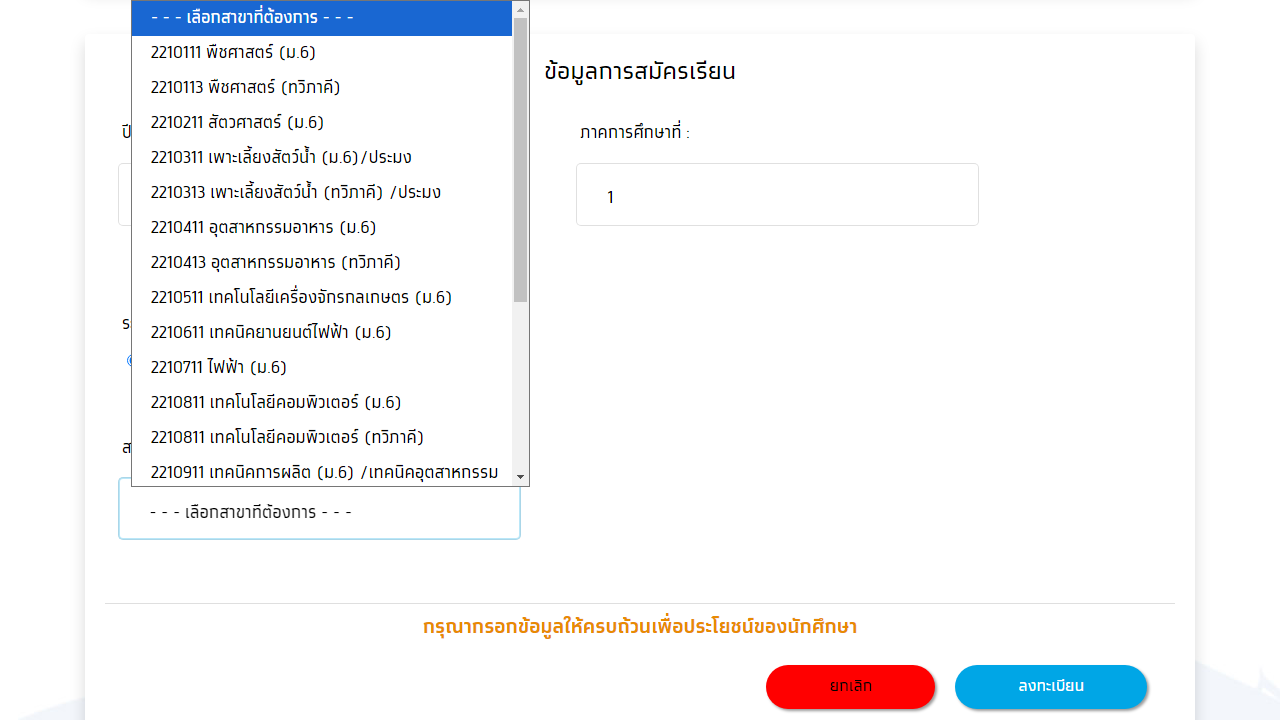 - - - เลือกสาขาที่ต้องการ - - -
2210111 พืชศาสตร์ (ม.6)
2210113 พืชศาสตร์ (ทวิภาคี)
2210211 สัตวศาสตร์ (ม.6)
2210311 เพาะเลี้ยงสัตว์น้ำ (ม.6)/ประมง
2210313 เพาะเลี้ยงสัตว์น้ำ (ทวิภาคี) /ประมง
2210411 อุตสาหกรรมอาหาร (ม.6)
2210413 อุตสาหกรรมอาหาร (ทวิภาคี)
2210511 เทคโนโลยีเครื่องจักรกลเกษตร (ม.6)
2210611 เทคนิคยานยนต์ไฟฟ้า (ม.6)
2210711 ไฟฟ้า (ม.6)
2210811 เทคโนโลยีคอมพิวเตอร์ (ม.6)
2210811 เทคโนโลยีคอมพิวเตอร์ (ทวิภาคี)
2210911 เทคนิคการผลิต (ม.6) /เทคนิคอุตสาหกรรม
ข้อมูลการสมัครเรียน
ภาคการศึกษาที่ :
1
- - - เลือกสาขาที่ต้องการ - - -
กรุณากรอกข้อมูลให้ครบถ้วนเพื่อประโยชน์ของนักศึกษา
ยกเลิก
ลงทะเบียน